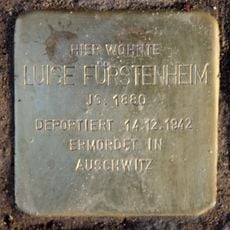 HIER WOHNTE
LUISE FÜRSTENHEIM
JG. 1880
DEPORTIERT 14.12.1942
ERMORDET IN
AUSCHWITZ